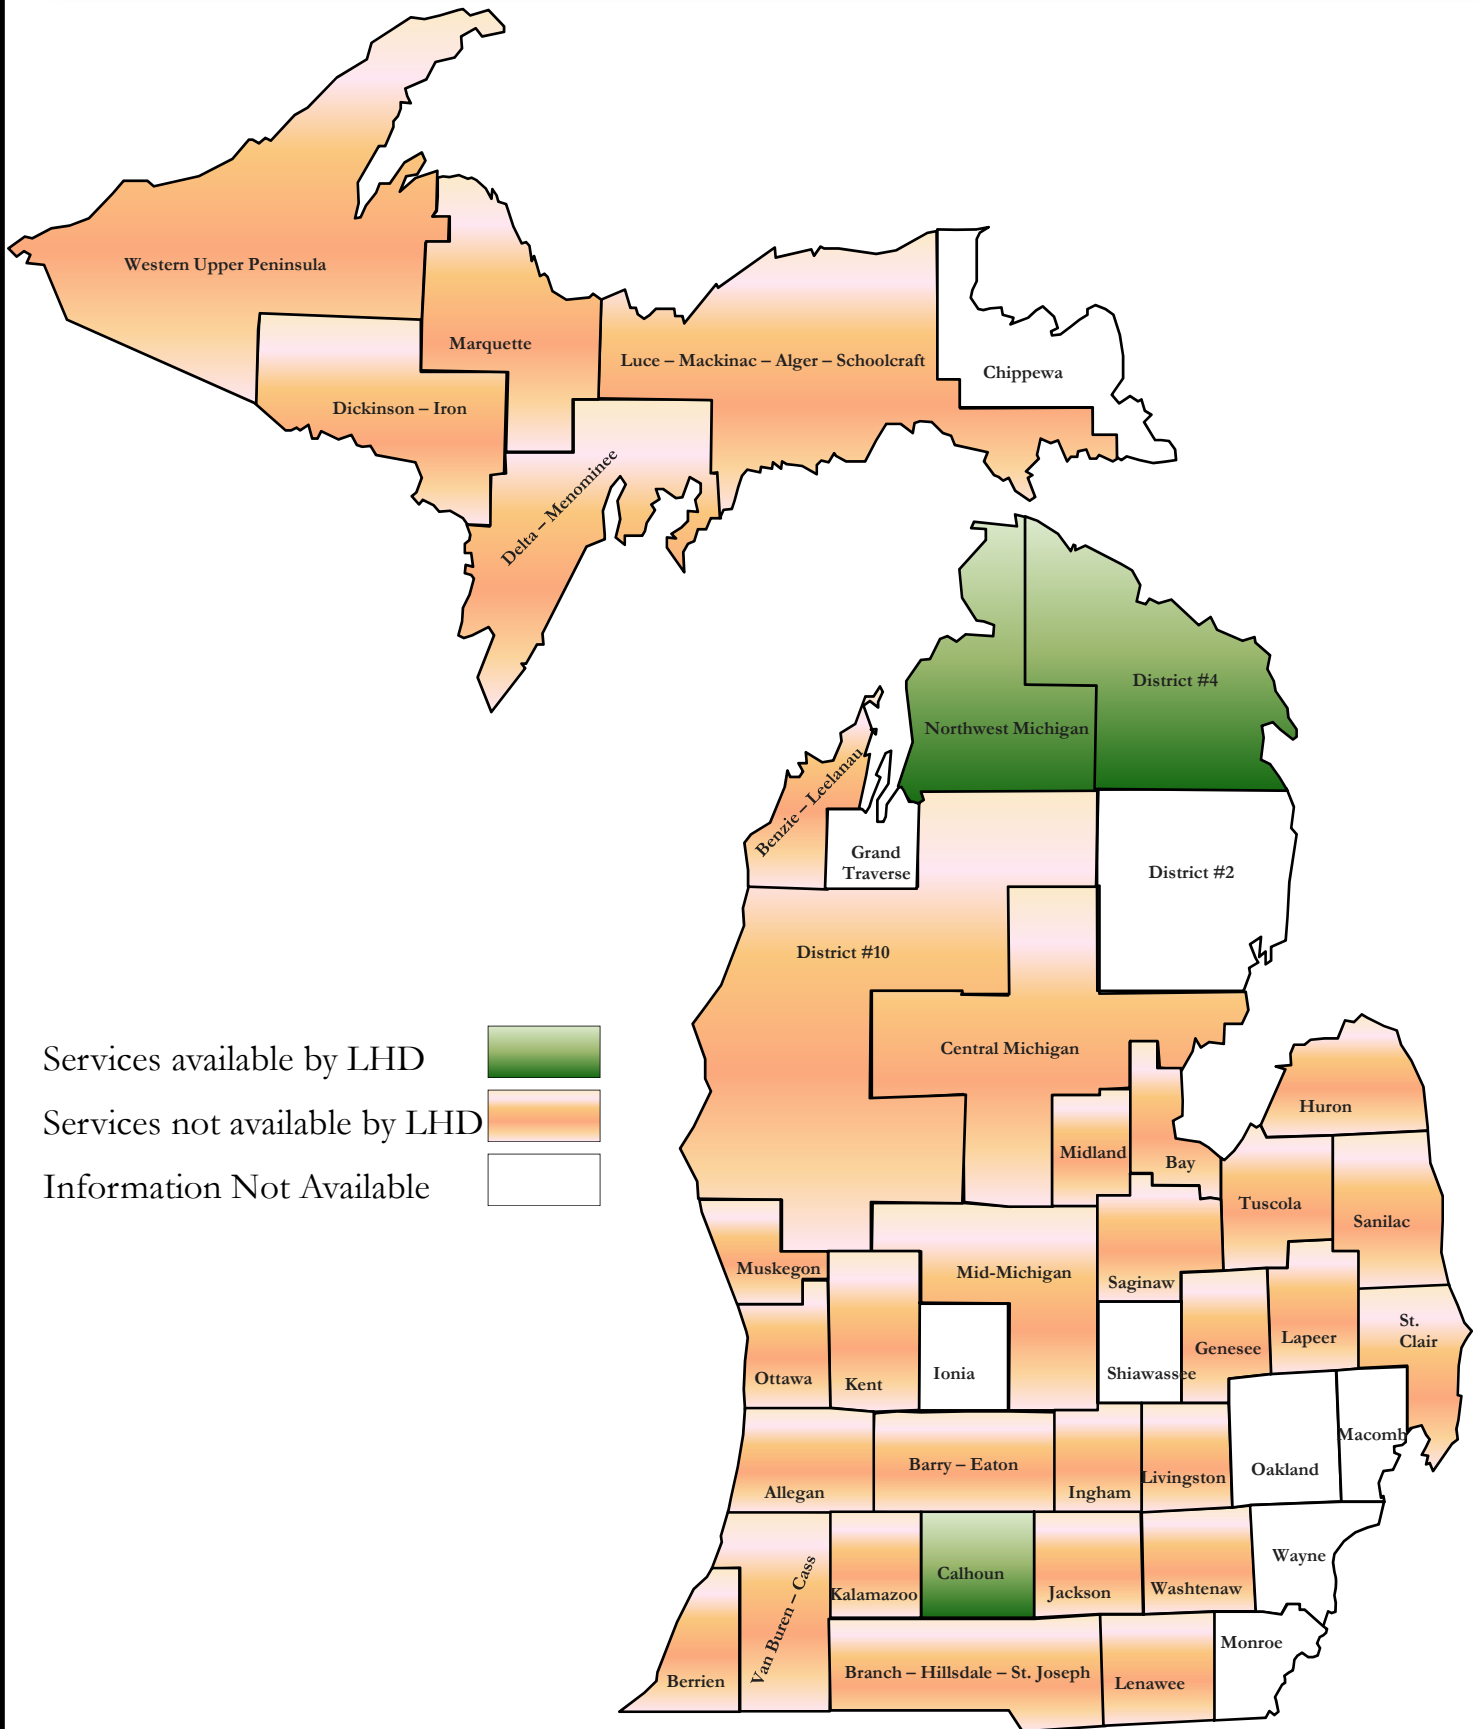 Western Upper Peninsula
Marquette
Luce – Mackinac – Alger – Schoolcraft
Chippewa
Dickinson – Iron
Delta – Menominee
District #4
Northwest Michigan
Benzie – Leelanau
Grand
Traverse
District #2
District #10
Central Michigan
Services available by LHD
Services not available by LHD
Information Not Available
Huron
Midland
Bay
Tuscola
Sanilac
Muskegon
Mid-Michigan
Saginaw
St.
Clair
Lapeer
Genesee
Ottawa
Kent
Ionia
Shiawassee
Macomb
Oakland
Barry – Eaton
Livingston
Allegan
Ingham
Wayne
Calhoun
Kalamazoo
Jackson
Washtenaw
Van Buren – Cass
Monroe
Berrien
Branch – Hillsdale – St. Joseph
Lenawee